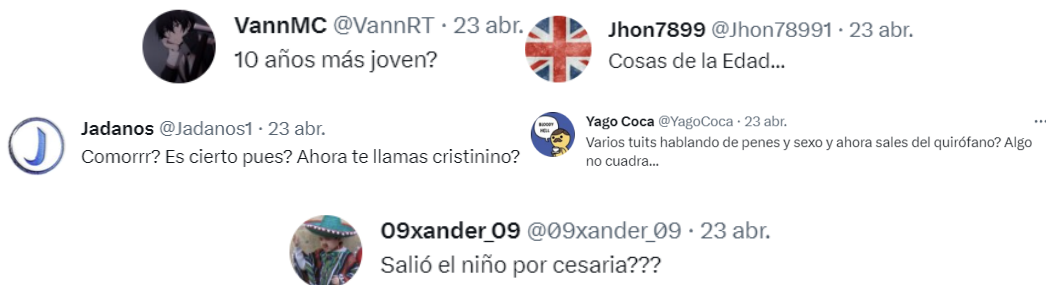 VannMC @VannRT · 23 abr.
10 años más joven?
Jhon7899 @Jhon78991 · 23 abr.
Cosas de la Edad...
Jadanos @Jadanos1 · 23 abr.
Comorrr? Es cierto pues? Ahora te llamas cristinino?
BLOODY
HELL
Yago Coca @YagoCoca · 23 abr.
Varios tuits hablando de penes y sexo y ahora sales del quirófano? Algo
no cuadra...
09xander_09 @09xander_09 · 23 abr.
Salió el niño por cesaria???